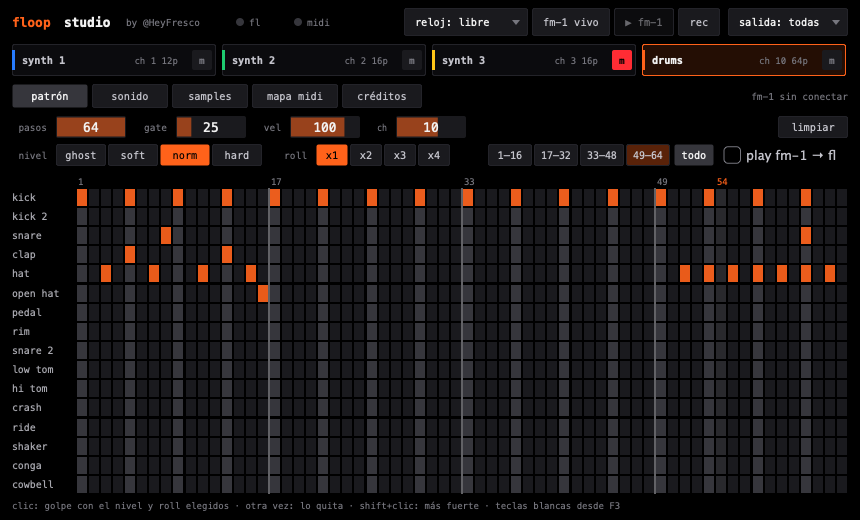 floop studio by @HeyFresco fl midi reloj: libre fm-1 vivo ▶ fm-1 rec salida: todas
synth 1 ch 1 12p m synth 2 ch 2 16p m synth 3 ch 3 16p m drums ch 10 64p m
patrón sonido samples mapa midi créditos fm-1 sin conectar
pasos 64 gate 25 vel 100 ch 10 limpiar
nivel ghost soft norm hard roll x1 x2 x3 x4 1–16 17–32 33–48 49–64 todo play fm-1 → fl
1 17 33 49 54
kick
kick 2
snare
clap
hat
open hat
pedal
rim
snare 2
low tom
hi tom
crash
ride
shaker
conga
cowbell
clic: golpe con el nivel y roll elegidos · otra vez: lo quita · shift+clic: más fuerte · teclas blancas desde F3